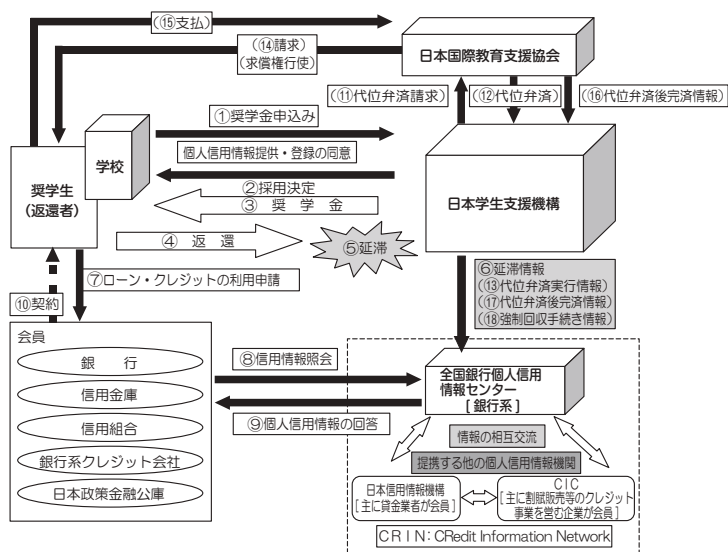 (⑮支払)
(⑭請求)
(求償権行使)
日本国際教育支援協会
(⑪代位弁済請求)
(⑫代位弁済)
(⑯代位弁済後完済情報)
①奨学金申込み
個人信用情報提供・登録の同意
学校
奨学生
(返還者)
②採用決定
③ 奨 学 金
日本学生支援機構
④ 返 還
⑤延滞
⑥延滞情報
(⑬代位弁済実行情報)
(⑰代位弁済後完済情報)
(⑱強制回収手続き情報)
⑦ローン・クレジットの利用申請
⑩契約
会員
銀 行
信用金庫
信用組合
銀行系クレジット会社
日本政策金融公庫
⑧信用情報照会
⑨個人信用情報の回答
全国銀行個人信用
情報センター
[ 銀行系 ]
情報の相互交流
提携する他の個人信用情報機関
日本信用情報機構
[ 主に貸金業者が会員 ]
CIC
[ 主に割賦販売等のクレジット
事業を営む企業が会員 ]
CRIN: CRedit Information Network